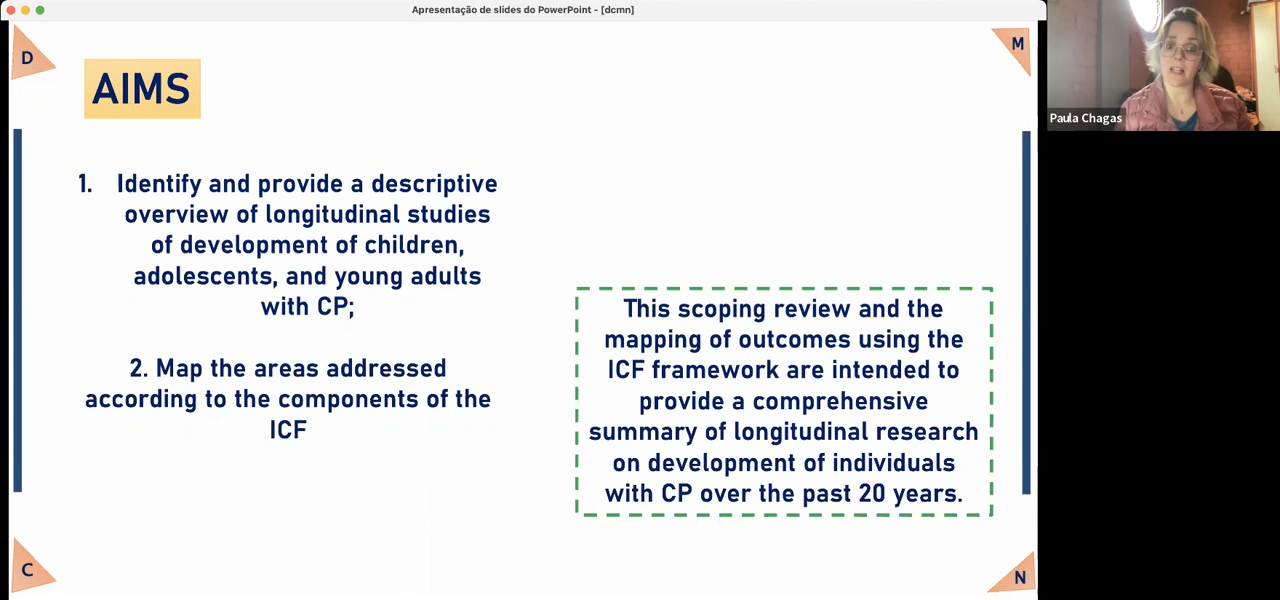 Apresentação de slides do PowerPoint - [dcmn]
D
M
AIMS
Paula Chagas
1. Identify and provide a descriptive
overview of longitudinal studies
of development of children,
adolescents, and young adults
with CP;
2. Map the areas addressed
according to the components of the
ICF
This scoping review and the
mapping of outcomes using the
ICF framework are intended to
provide a comprehensive
summary of longitudinal research
on development of individuals
with CP over the past 20 years.
C
N